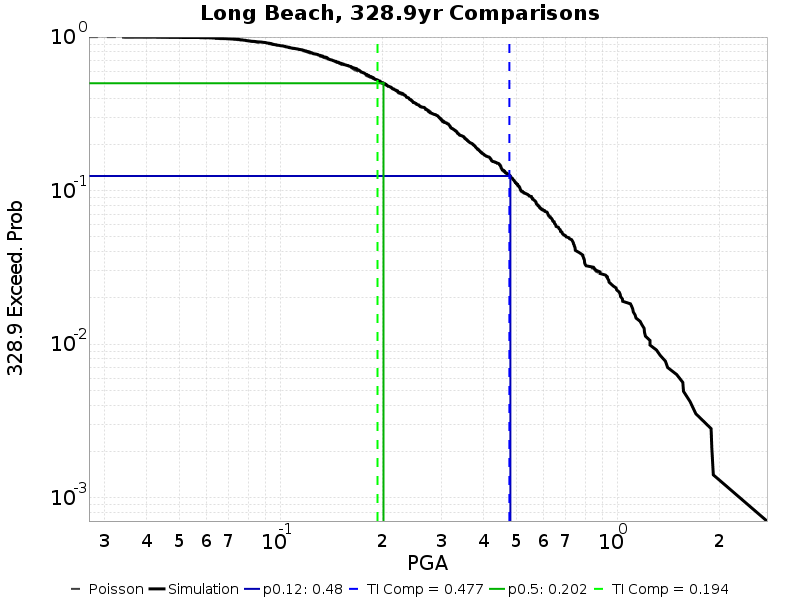 Long Beach, 328.9yr Comparisons
10^0
10^-1
10^-2
10^-3
328.9 Exceed. Prob
3 4 5 6 7 10^-1 2 3 4 5 6 7 10^0 2
PGA
Poisson Simulation p0.12: 0.48 TI Comp = 0.477 p0.5: 0.202 TI Comp = 0.194